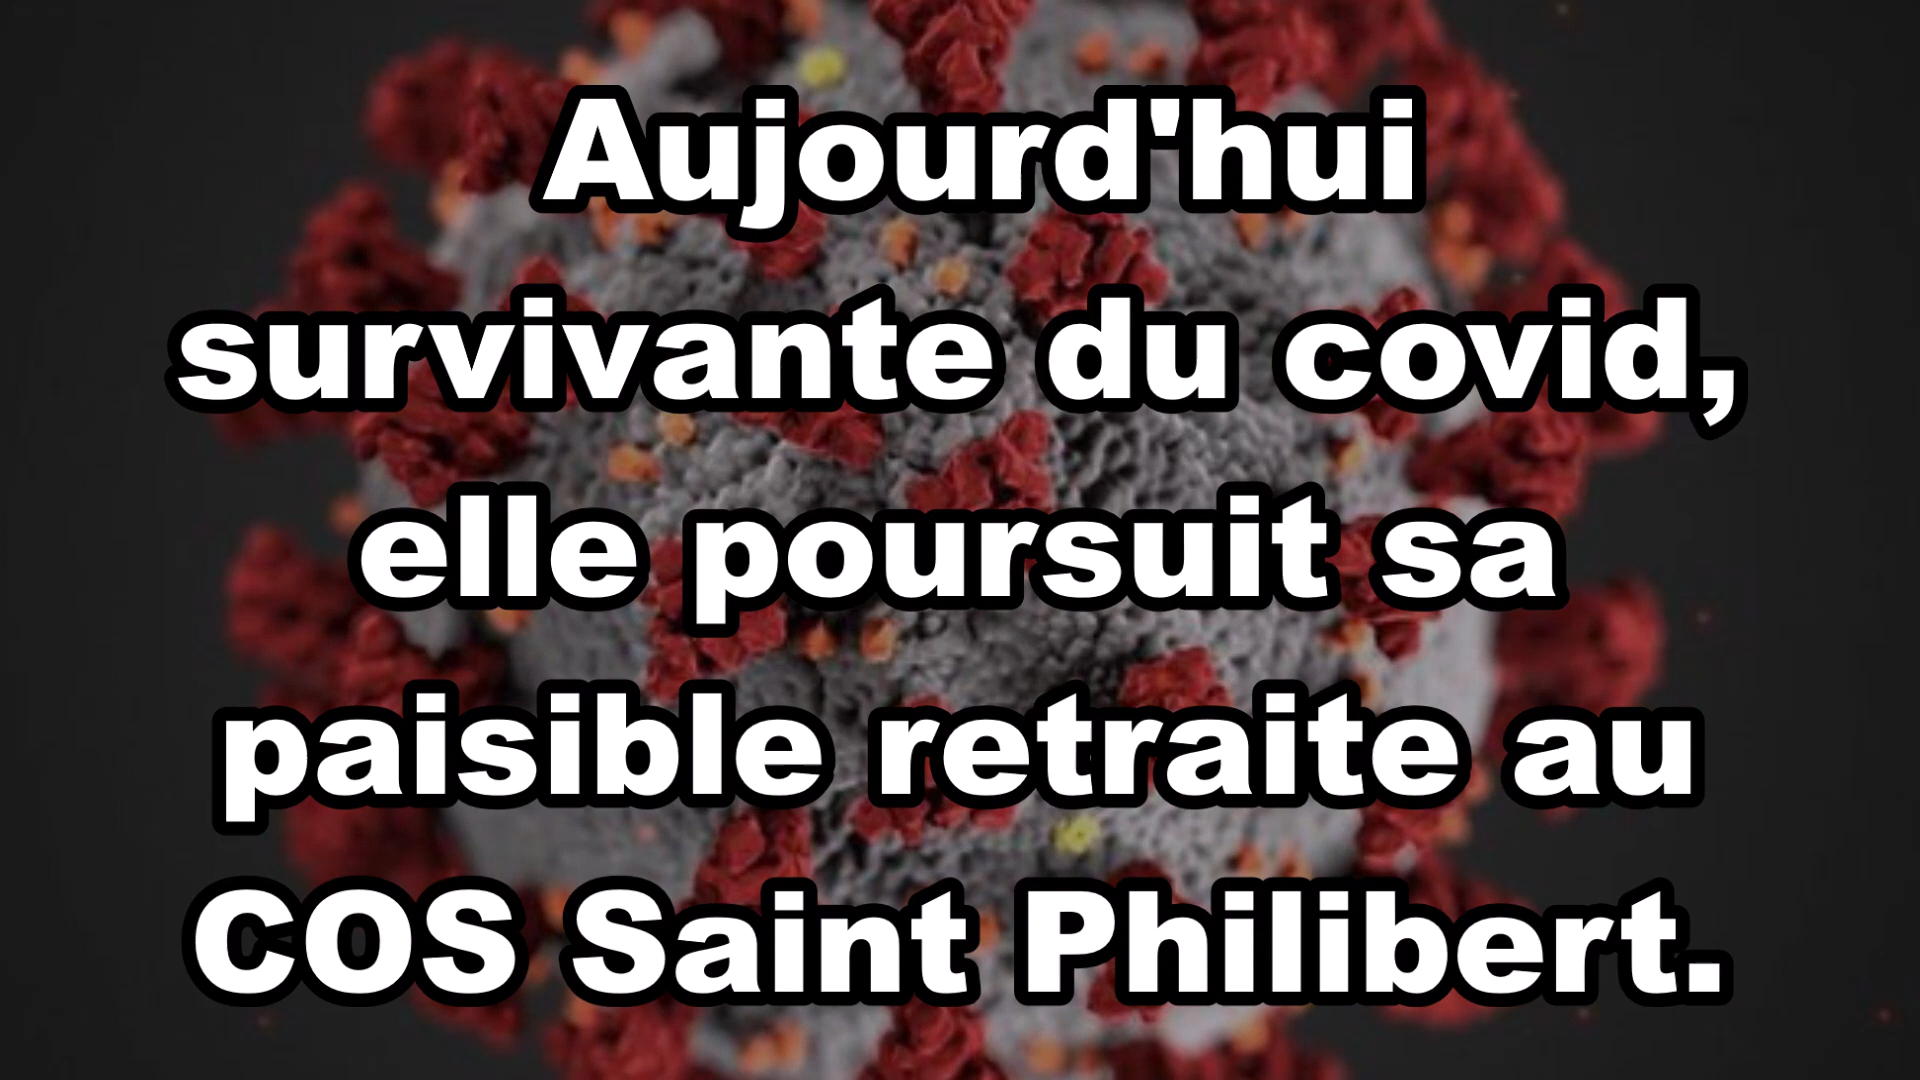 Aujourd'hui
survivante du covid,
elle poursuit sa
paisible retraite au
COS Saint Philibert.